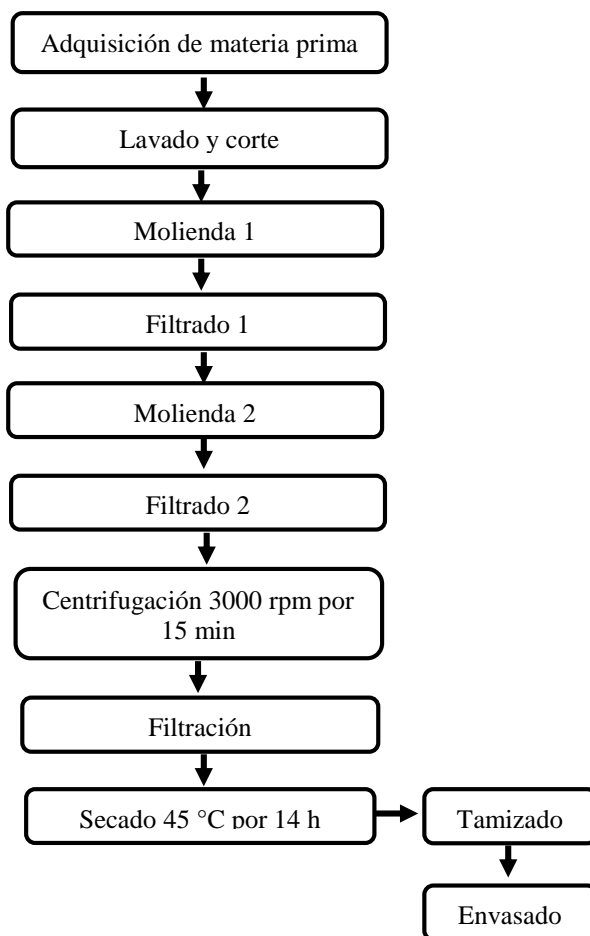 Adquisición de materia prima
Lavado y corte
Molienda 1
Filtrado 1
Molienda 2
Filtrado 2
Centrifugación 3000 rpm por
15 min
Filtración
Secado 45 °C por 14 h
Tamizado
Envasado